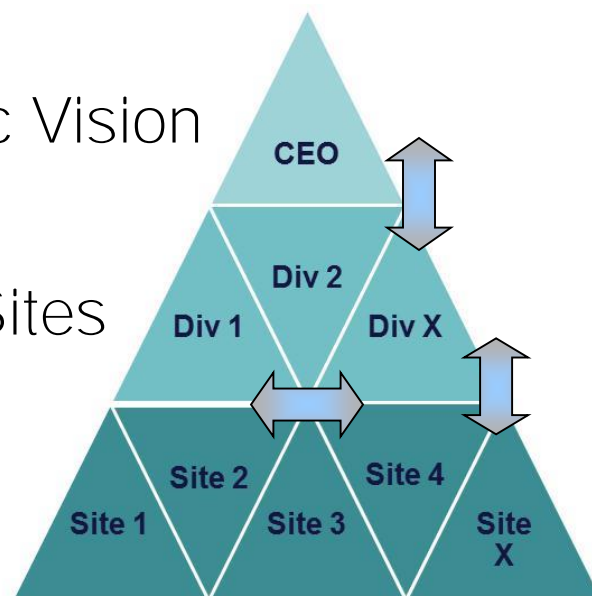 c Vision
CEO
Div 2
Sites
Div 1
Div X
Site 2
Site 4
Site 1
Site 3
Site
X